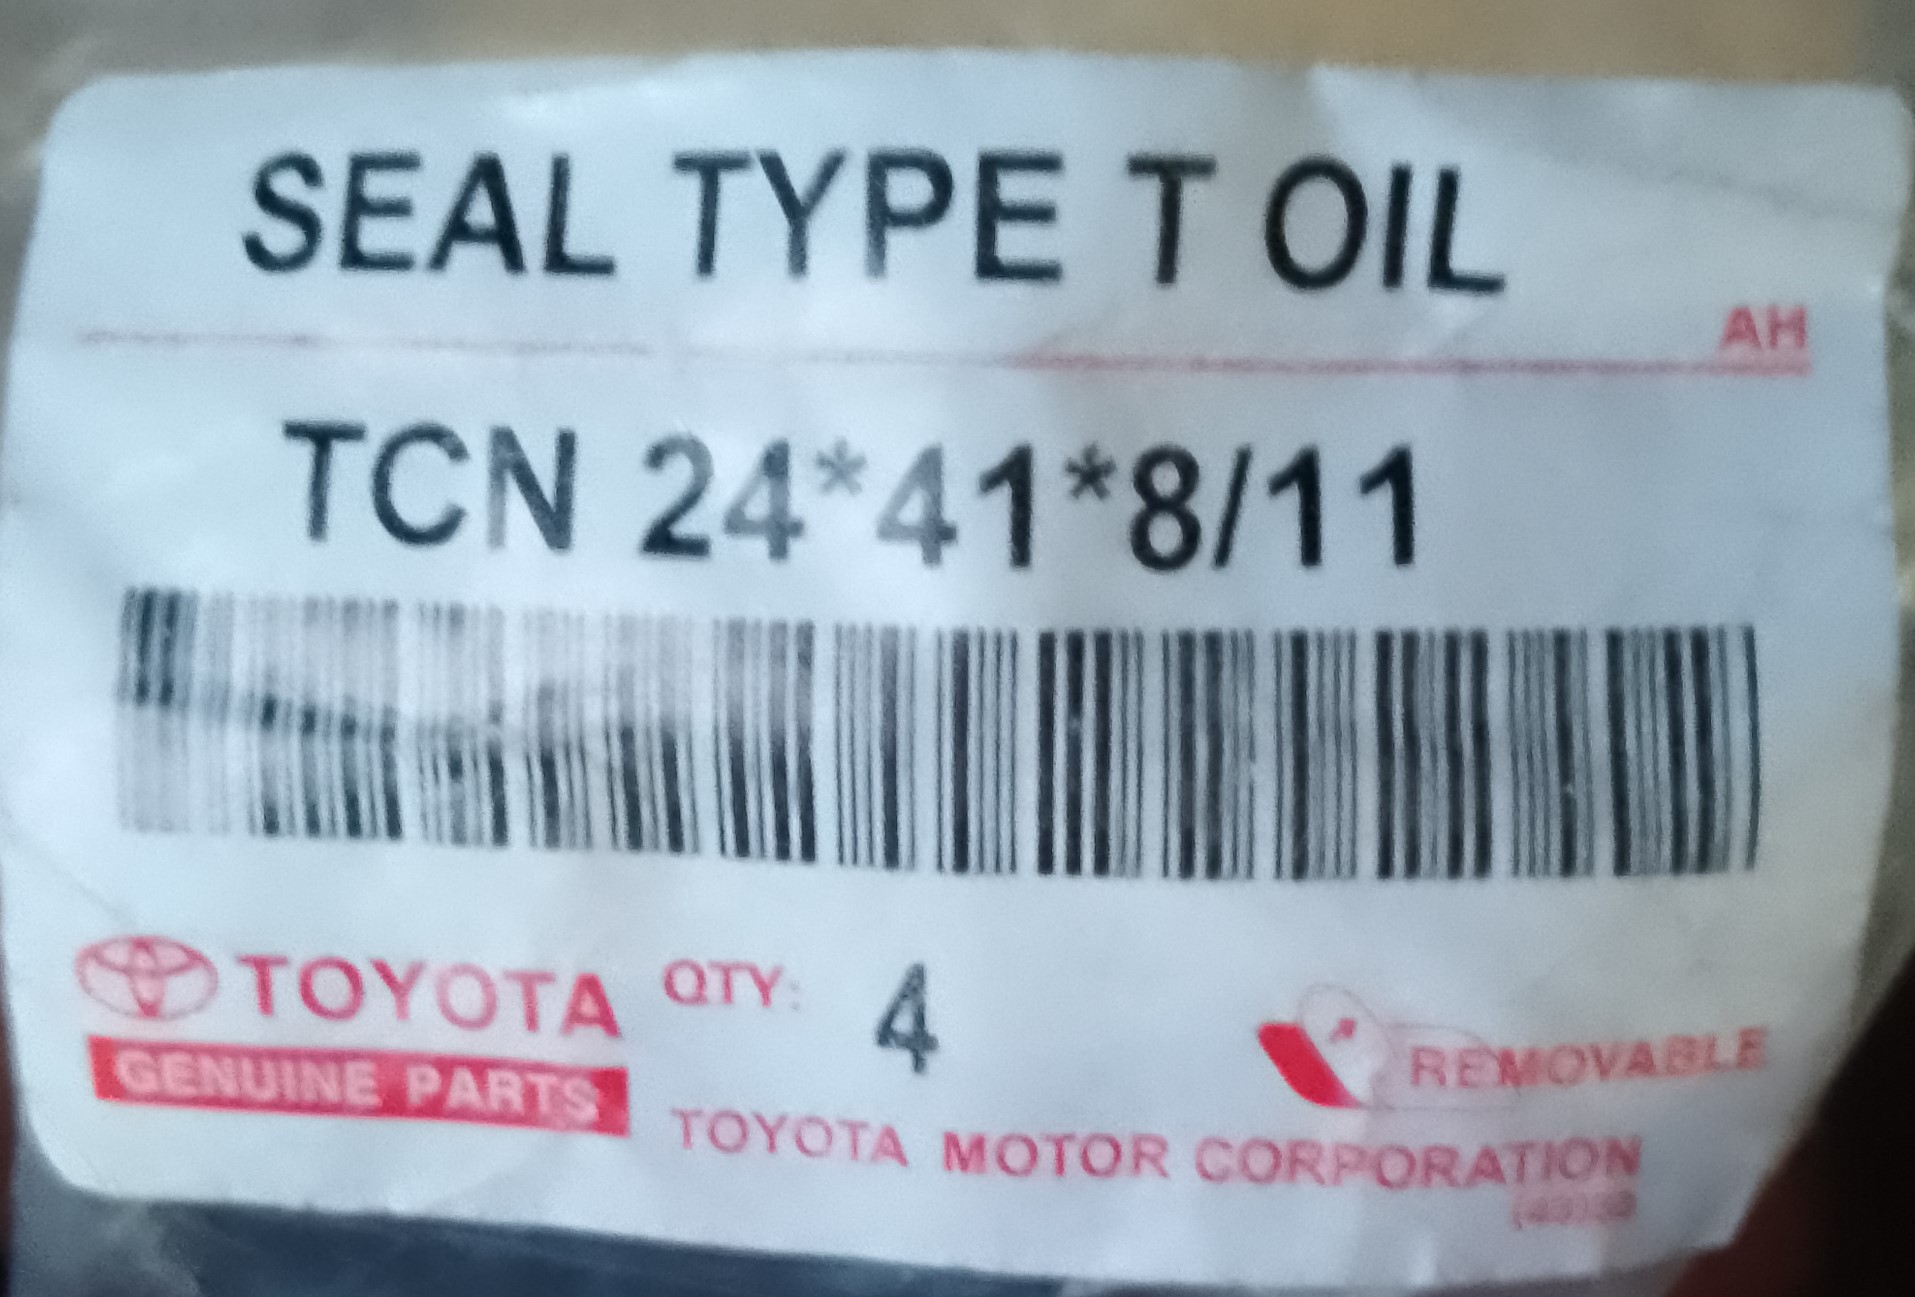 SEAL TYPE T OIL
AH
TCN 24*41*8/11
TOYOTA QTY: 4
GENUINE PARTS
REMOVABLE
TOYOTA MOTOR CORPORATION